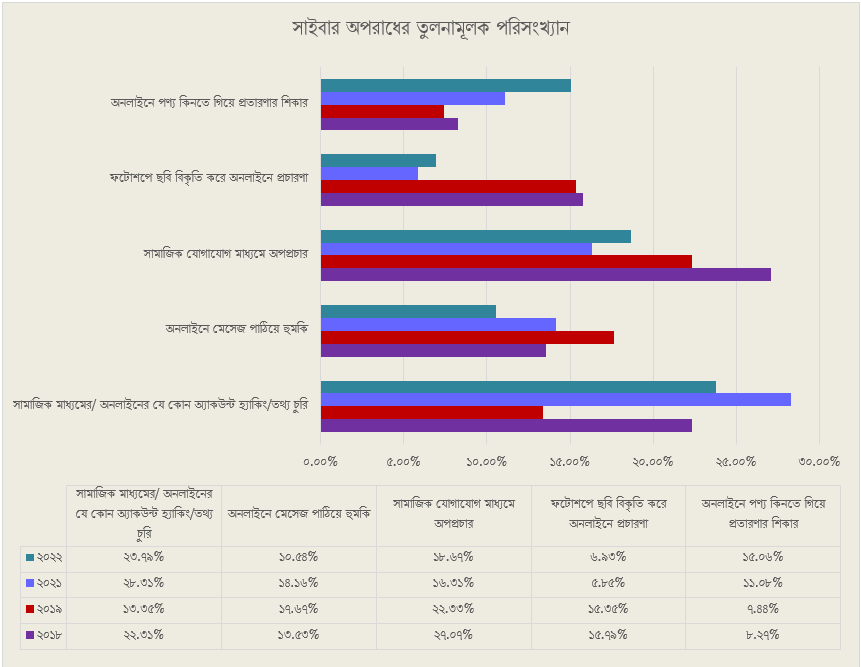 সাইবার অপরাধের তুলনামূলক পরিসংখ্যান
অনলাইনে পণ্য কিনতে গিয়ে প্রতারণার শিকার
ফটোশপে ছবি বিকৃতি করে অনলাইনে প্রচারণা
সামাজিক যোগাযোগ মাধ্যমে অপপ্রচার
অনলাইনে মেসেজ পাঠিয়ে হুমকি
সামাজিক মাধ্যমের/ অনলাইনের যে কোন অ্যাকাউন্ট হ্যাকিং/তথ্য চুরি
০.০০% ৫.০০% ১০.০০% ১৫.০০% ২০.০০% ২৫.০০% ৩০.০০%
সামাজিক মাধ্যমের/ অনলাইনের
যে কোন অ্যাকাউন্ট হ্যাকিং/তথ্য
চুরি
অনলাইনে মেসেজ পাঠিয়ে হুমকি
সামাজিক যোগাযোগ মাধ্যমে
অপপ্রচার
ফটোশপে ছবি বিকৃতি করে
অনলাইনে প্রচারণা
অনলাইনে পণ্য কিনতে গিয়ে
প্রতারণার শিকার
২০২২ ২৩.৭৯% ১০.৫৪% ১৮.৬৭% ৬.৯৩% ১৫.০৬%
২০২১ ২৮.৩১% ১৪.১৬% ১৬.৩১% ৫.৮৫% ১১.০৮%
২০১৯ ১৩.৩৫% ১৭.৬৭% ২২.৩৩% ১৫.৩৫% ৭.৪৪%
২০১৮ ২২.৩১% ১৩.৫৩% ২৭.০৭% ১৫.৭৯% ৮.২৭%